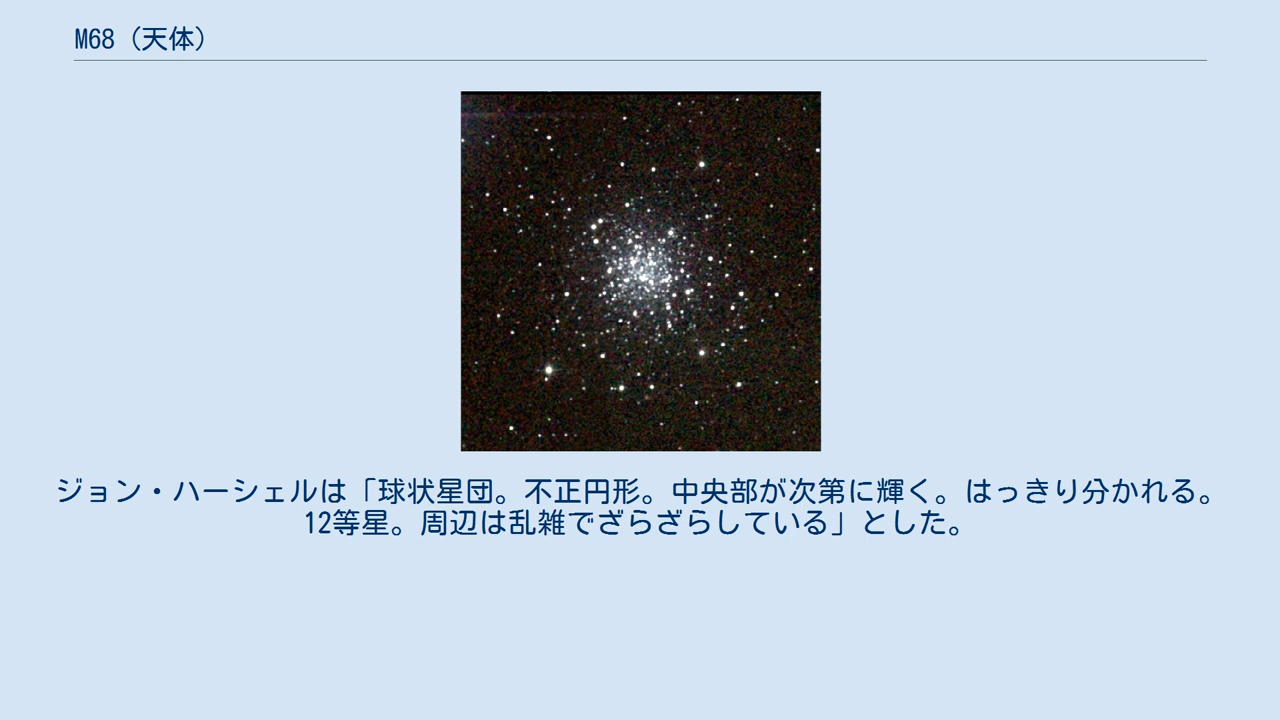 M68（天体）
ジョン・ハーシェルは「球状星団。不正円形。中央部が次第に輝く。はっきり分かれる。
12等星。周辺は乱雑でざらざらしている」とした。